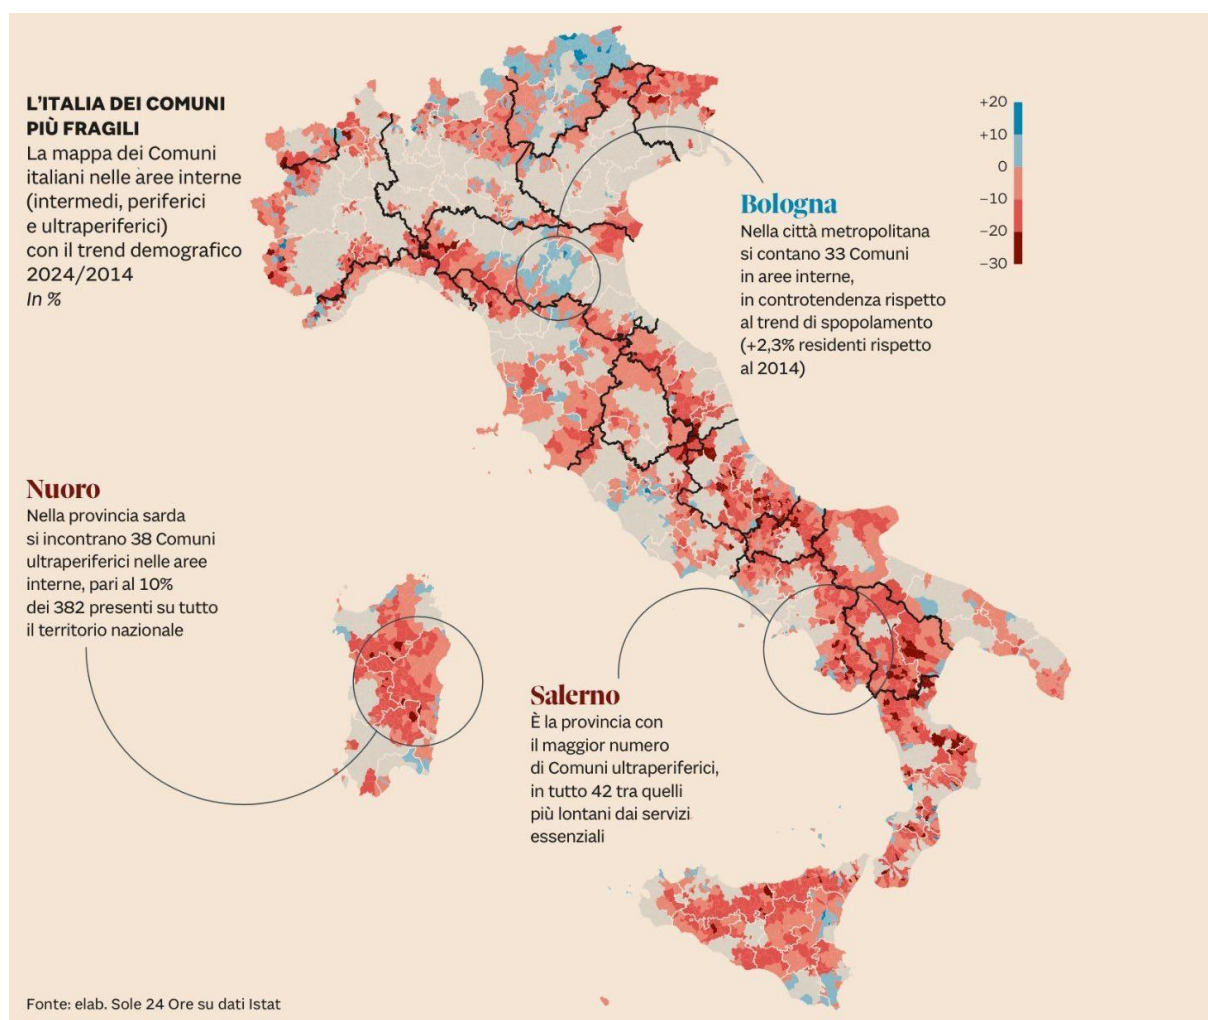 L'ITALIA DEI COMUNI
PIÙ FRAGILI
La mappa dei Comuni
italiani nelle aree interne
(intermedi, periferici
e ultraperiferici)
con il trend demografico
2024/2014
In %
+20
+10
0
−10
−20
−30
Bologna
Nella città metropolitana
si contano 33 Comuni
in aree interne,
in controtendenza rispetto
al trend di spopolamento
(+2,3% residenti rispetto
al 2014)
Nuoro
Nella provincia sarda
si incontrano 38 Comuni
ultraperiferici nelle aree
interne, pari al 10%
dei 382 presenti su tutto
il territorio nazionale
Salerno
È la provincia con
il maggior numero
di Comuni ultraperiferici,
in tutto 42 tra quelli
più lontani dai servizi
essenziali
Fonte: elab. Sole 24 Ore su dati Istat